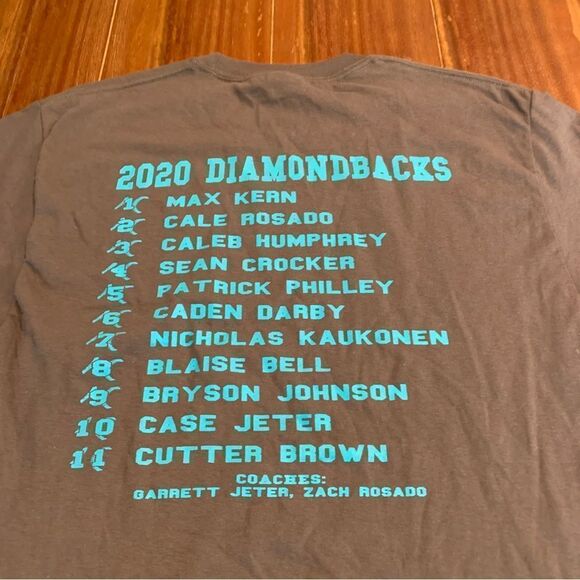 2020 DIAMONDBACKS
1 MAX KERN
2 CALE ROSADO
3 CALEB HUMPHREY
4 SEAN CROCKER
5 PATRICK PHILLEY
6 CADEN DARBY
7 NICHOLAS KAUKONEN
8 BLAISE BELL
9 BRYSON JOHNSON
10 CASE JETER
11 CUTTER BROWN
COACHES:
GARRETT JETER, ZACH ROSADO